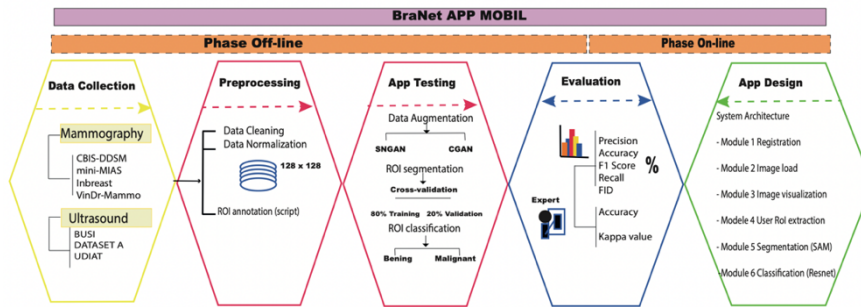 BraNet APP MOBIL
Phase Off-line
Phase On-line
Data Collection
Mammography
CBIS-DDSM
mini-MIAS
Inbreast
VinDr-Mammo
Ultrasound
BUSI
DATASET A
UDIAT
Preprocessing
Data Cleaning
Data Normalization
128 x 128
ROI annotation (script)
App Testing
Data Augmentation
SNGAN CGAN
ROI segmentation
Cross-validation
80% Training 20% Validation
ROI classification
Bening Malignant
Evaluation
Precision
Accuracy
F1 Score
Recall
FID
%
Expert
Accuracy
Kappa value
App Design
System Architecture
- Module 1 Registration
- Module 2 Image load
- Module 3 Image visualization
- Modele 4 User RoI extraction
- Module 5 Segmentation (SAM)
-Module 6 Classification (Resnet)